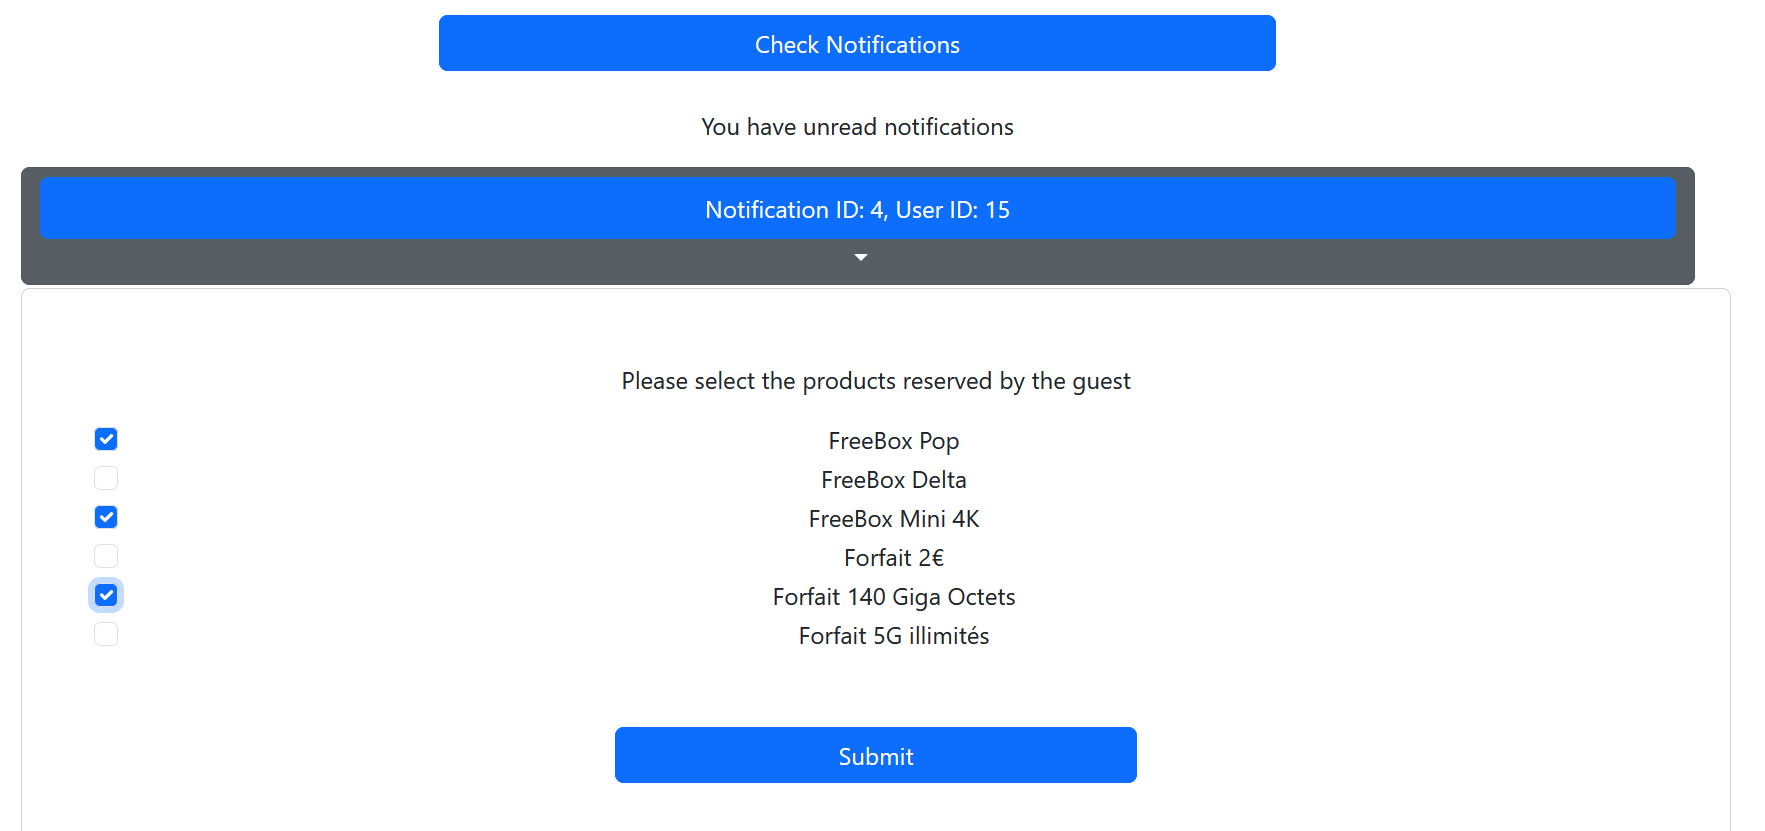 Check Notifications
You have unread notifications
Notification ID: 4, User ID: 15
Please select the products reserved by the guest
FreeBox Pop
FreeBox Delta
FreeBox Mini 4K
Forfait 2€
Forfait 140 Giga Octets
Forfait 5G illimités
Submit